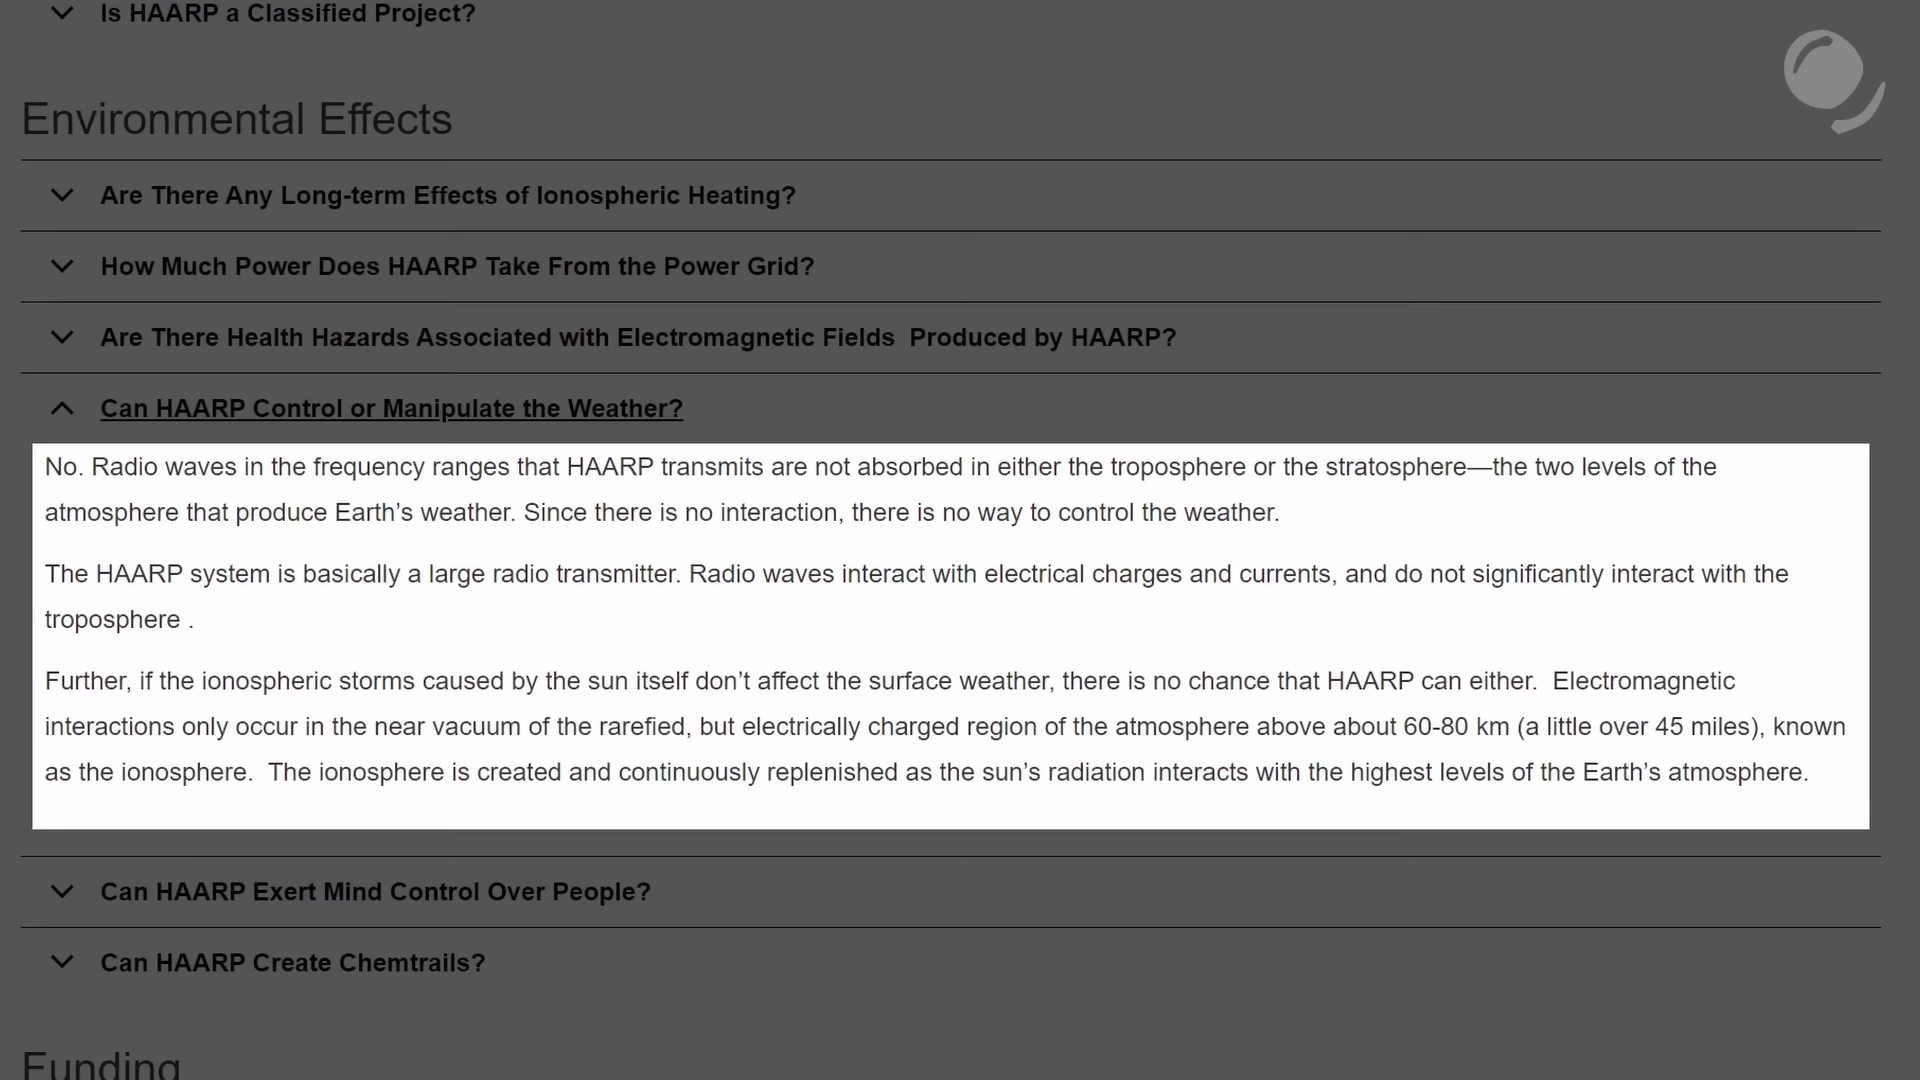 Is HAARP a Classified Project?
Environmental Effects
Are There Any Long-term Effects of Ionospheric Heating?
How Much Power Does HAARP Take From the Power Grid?
Are There Health Hazards Associated with Electromagnetic Fields  Produced by HAARP?
Can HAARP Control or Manipulate the Weather?
No. Radio waves in the frequency ranges that HAARP transmits are not absorbed in either the troposphere or the stratosphere—the two levels of the
atmosphere that produce Earth’s weather. Since there is no interaction, there is no way to control the weather.
The HAARP system is basically a large radio transmitter. Radio waves interact with electrical charges and currents, and do not significantly interact with the
troposphere .
Further, if the ionospheric storms caused by the sun itself don’t affect the surface weather, there is no chance that HAARP can either.  Electromagnetic
interactions only occur in the near vacuum of the rarefied, but electrically charged region of the atmosphere above about 60-80 km (a little over 45 miles), known
as the ionosphere.  The ionosphere is created and continuously replenished as the sun’s radiation interacts with the highest levels of the Earth’s atmosphere.
Can HAARP Exert Mind Control Over People?
Can HAARP Create Chemtrails?
Funding